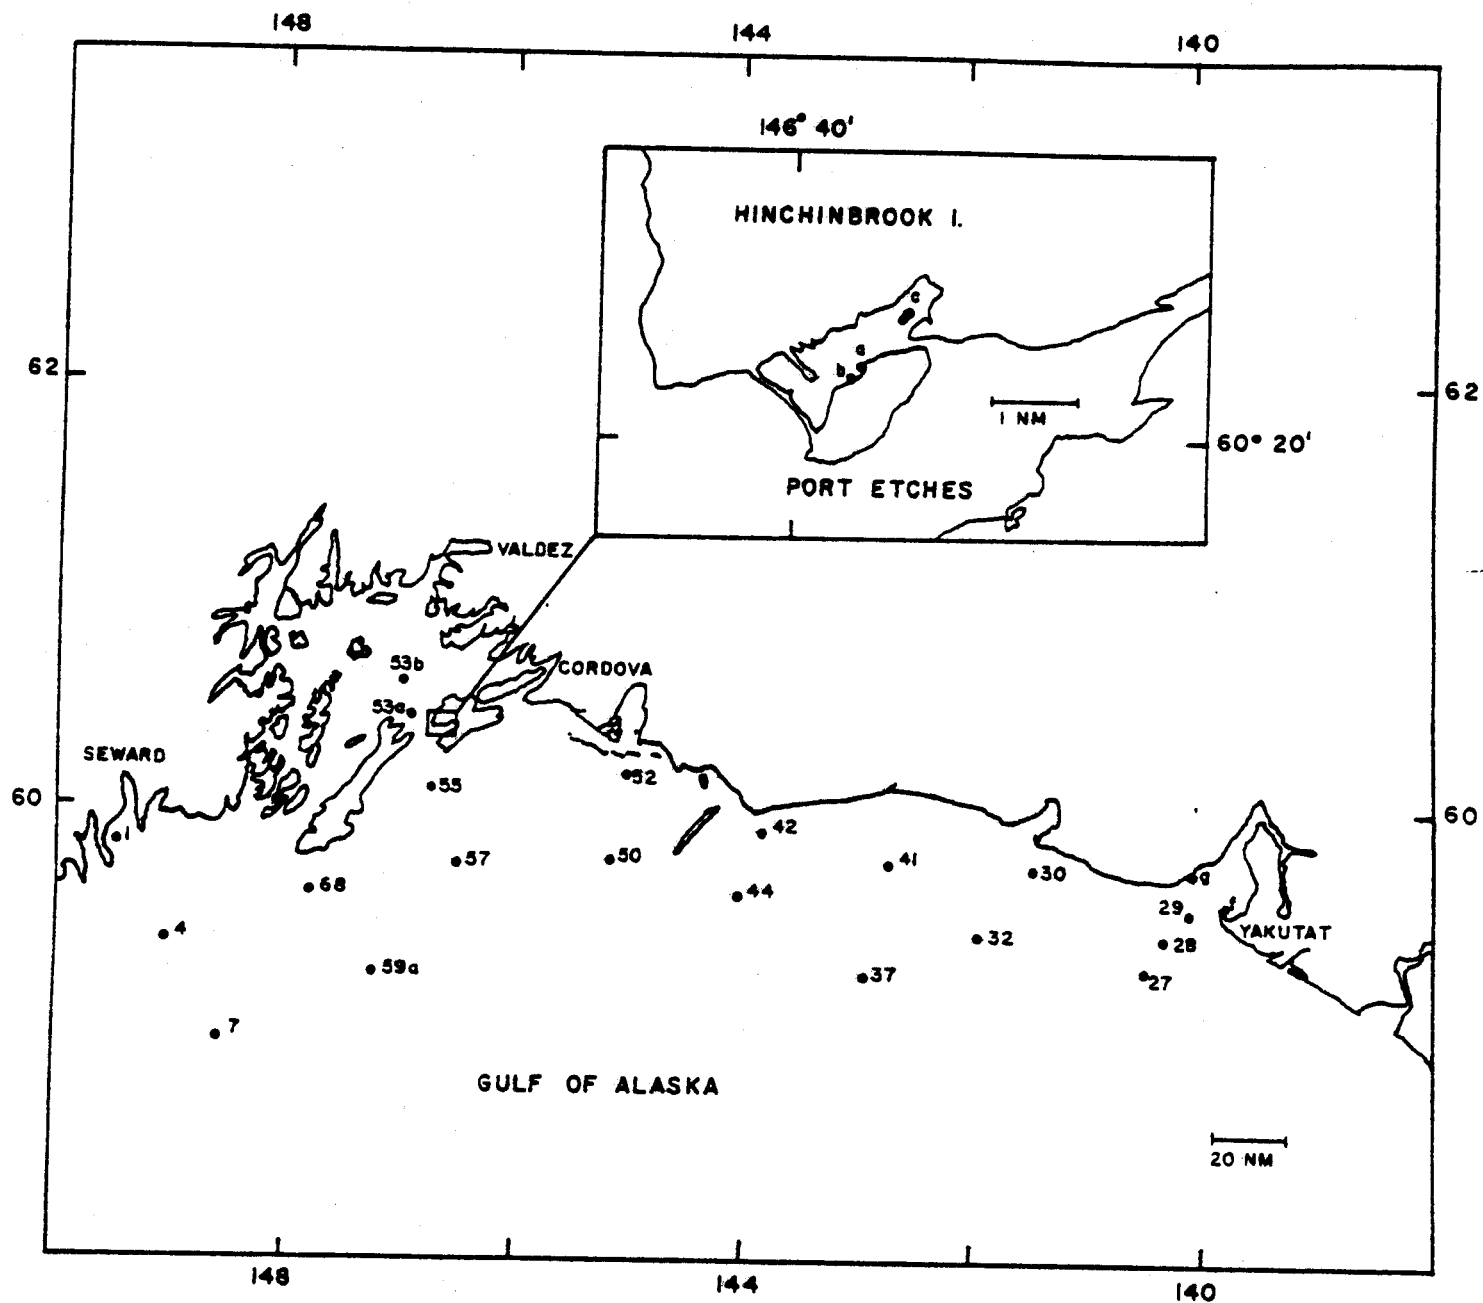 148 144 140
146° 40'
HINCHINBROOK I.
c
a
b
1 NM
62 62
60° 20'
PORT ETCHES
VALDEZ
CORDOVA
53b
53a
SEWARD
52
55
60 60
1
42
57 50 41
30
68
44
g
29
4
32
28
YAKUTAT
59a
37
27
7
GULF OF ALASKA
20 NM
148 144 140